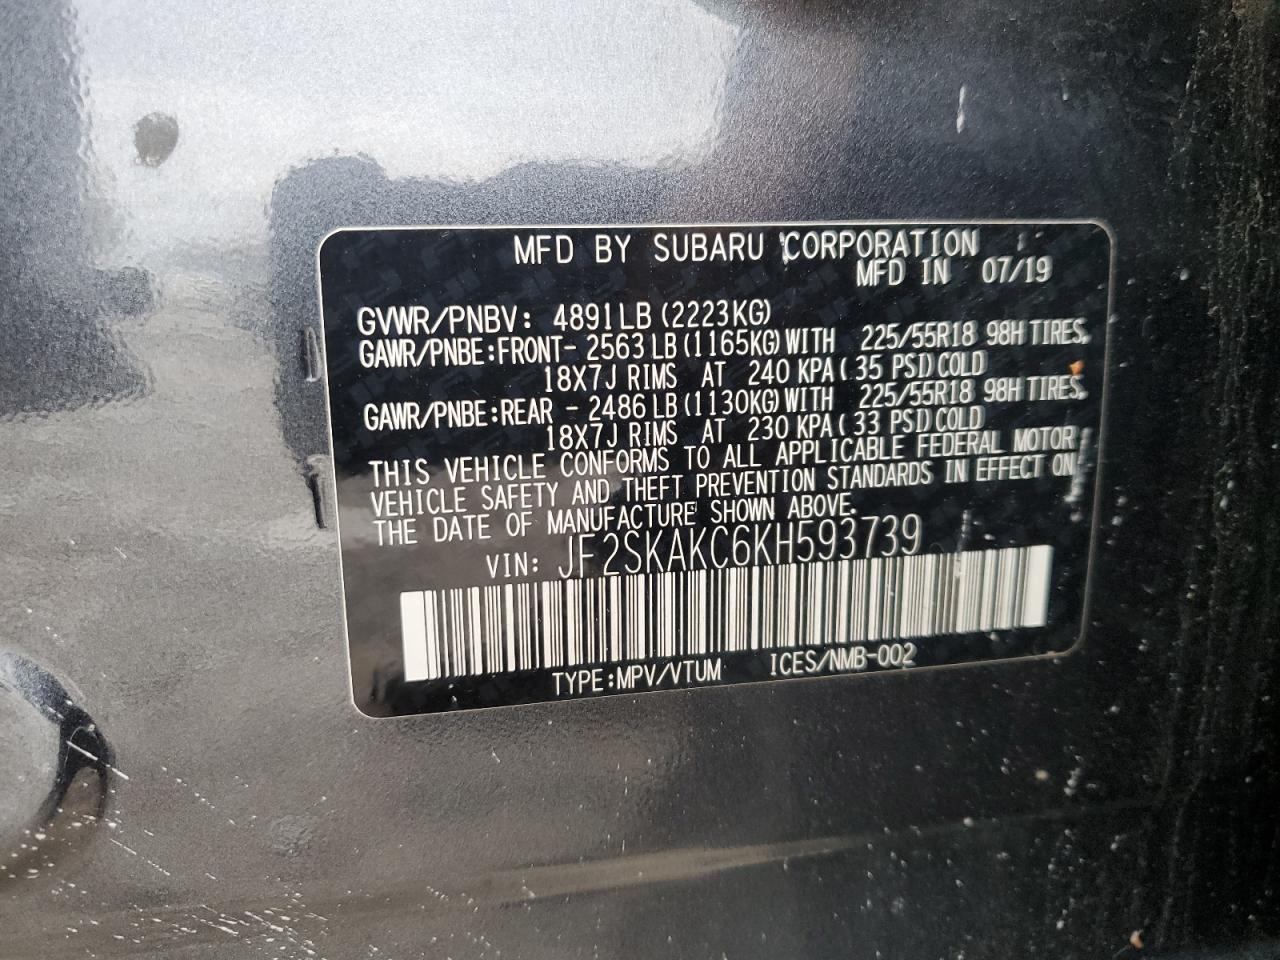 MFD BY SUBARU CORPORATION
MFD IN 07/19
GVWR/PNBV: 4891LB (2223KG)
GAWR/PNBE:FRONT- 2563 LB (1165KG) WITH 225/55R18 98H TIRES,
18X7J RIMS AT 240 KPA ( 35 PSI) COLD
GAWR/PNBE:REAR - 2486 LB (1130KG) WITH 225/55R18 98H TIRES,
18X7J RIMS AT 230 KPA ( 33 PSI) COLD
THIS VEHICLE CONFORMS TO ALL APPLICABLE FEDERAL MOTOR
VEHICLE SAFETY AND THEFT PREVENTION STANDARDS IN EFFECT ON
THE DATE OF MANUFACTURE SHOWN ABOVE.
VIN: JF2SKAKC6KH593739
TYPE:MPV/VTUM ICES/NMB-002